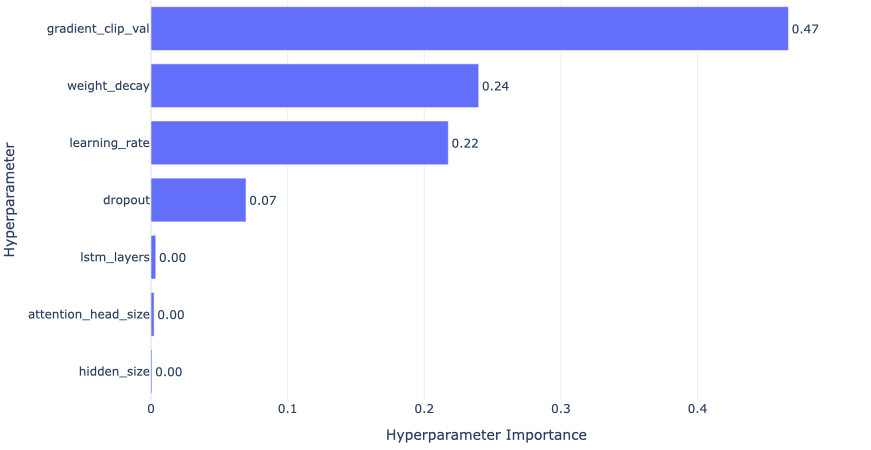 Hyperparameter
gradient_clip_val 0.47
weight_decay 0.24
learning_rate 0.22
dropout 0.07
lstm_layers 0.00
attention_head_size 0.00
hidden_size 0.00
0 0.1 0.2 0.3 0.4
Hyperparameter Importance